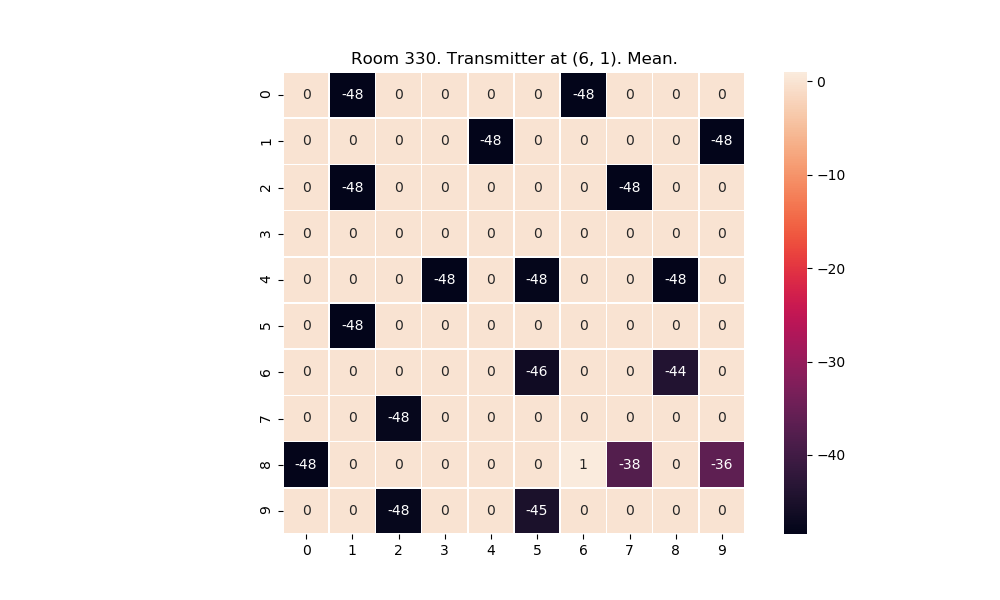 Room 330. Transmitter at (6, 1). Mean.
0 0 -48 0 0 0 0 -48 0 0 0
1 0 0 0 0 -48 0 0 0 0 -48
2 0 -48 0 0 0 0 0 -48 0 0
3 0 0 0 0 0 0 0 0 0 0
4 0 0 0 -48 0 -48 0 0 -48 0
5 0 -48 0 0 0 0 0 0 0 0
6 0 0 0 0 0 -46 0 0 -44 0
7 0 0 -48 0 0 0 0 0 0 0
8 -48 0 0 0 0 0 1 -38 0 -36
9 0 0 -48 0 0 -45 0 0 0 0
0 1 2 3 4 5 6 7 8 9
0
−10
−20
−30
−40